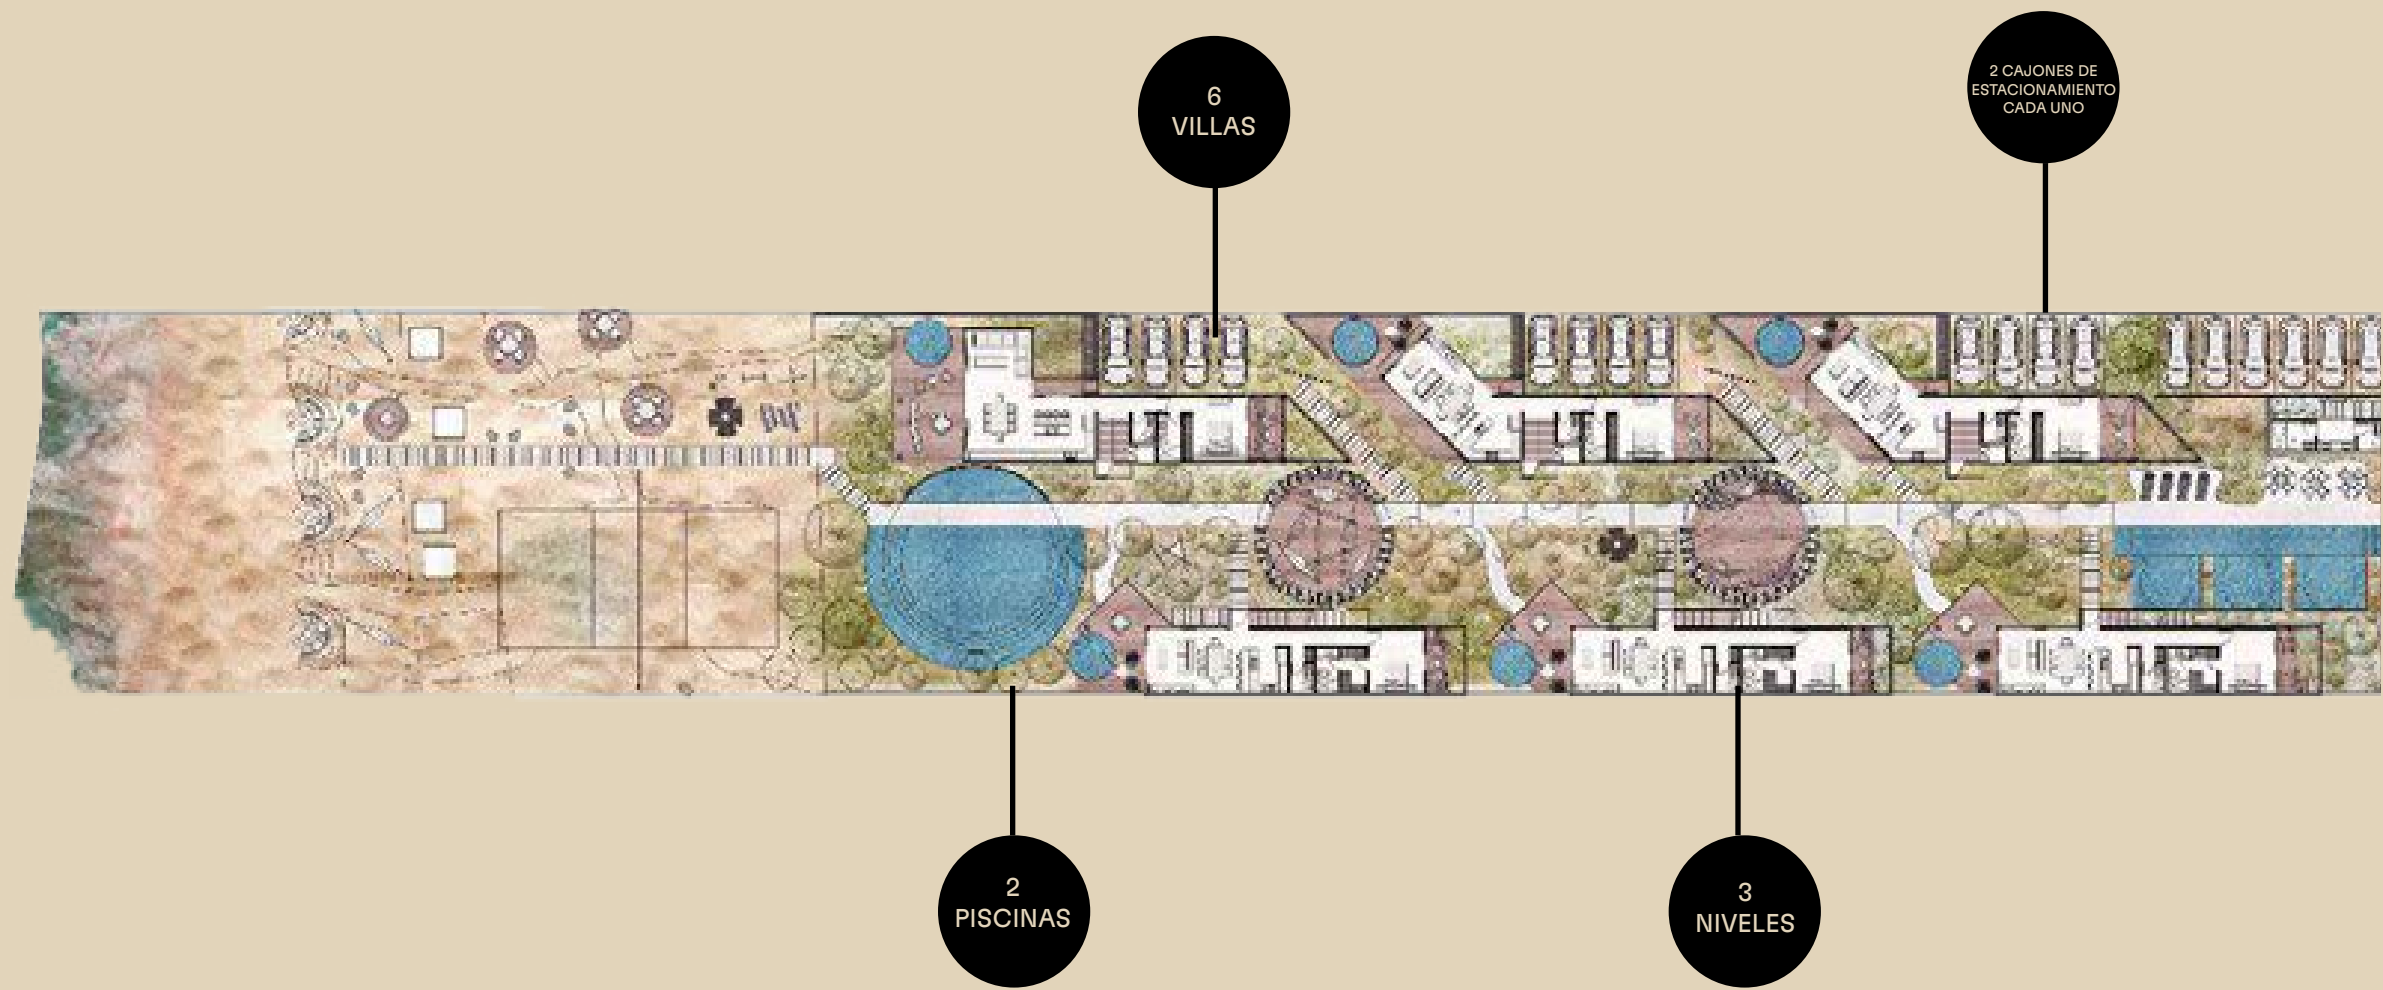 6
VILLAS
2 CAJONES DE
ESTACIONAMIENTO
CADA UNO
2
PISCINAS
3
NIVELES